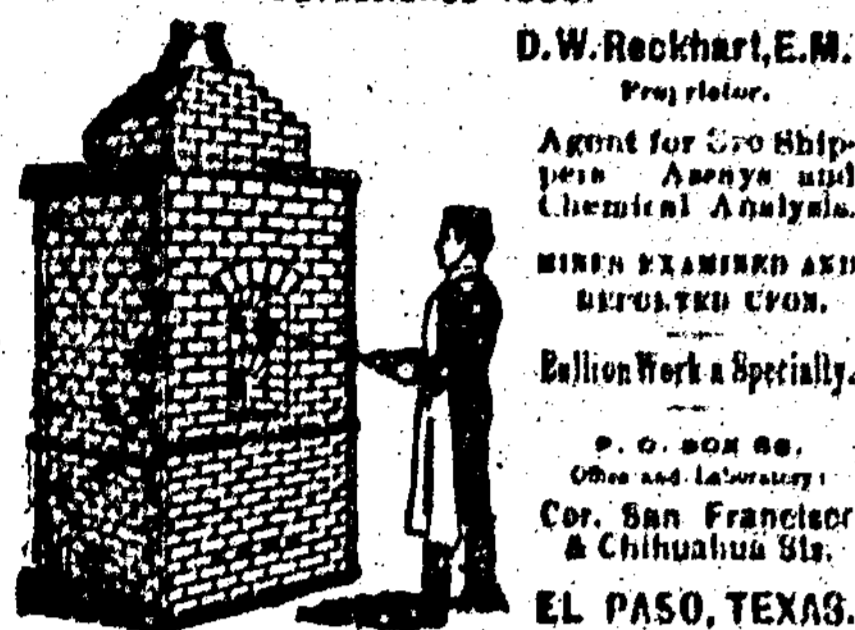 D.W. Reckhart, E.M.
Proprietor.
Agent for Ore Ship-
pers Assays and
Chemical Analysis.
MINES EXAMINED AND
REPORTED UPON.
Bullion Work a Specialty.
P. O. BOX
Office and Laboratory:
Cor. San Francisco
& Chihuahua Sts.
EL PASO, TEXAS.